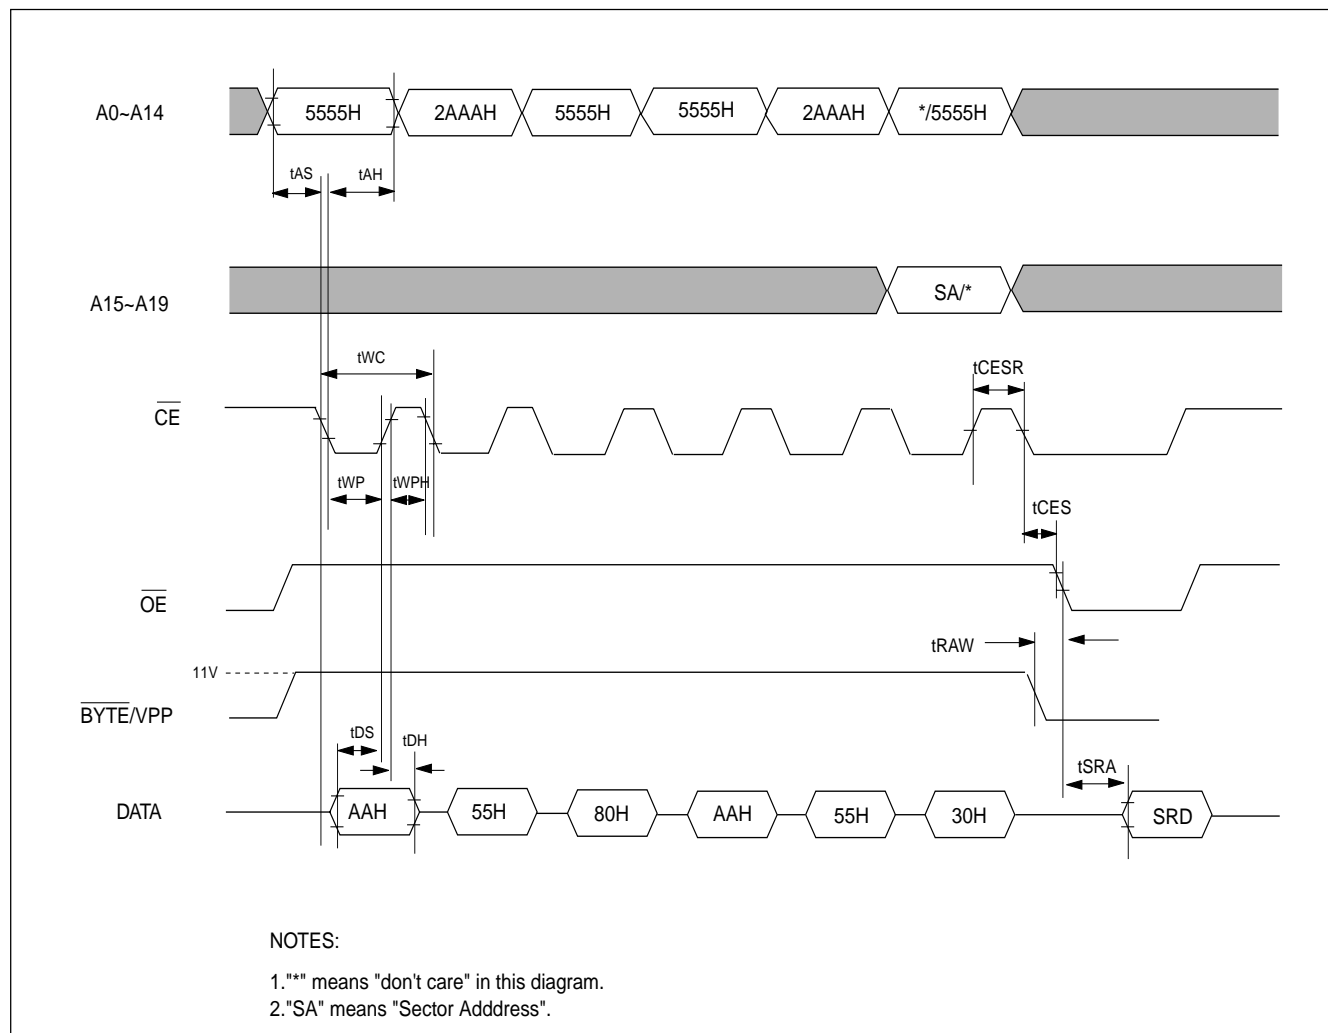 A0~A14
5555H 2AAAH 5555H 5555H 2AAAH */5555H
tAS tAH
A15~A19
SA/*
tWC
tCESR
CE
tWP tWPH
tCES
OE
tRAW
11V
BYTE/VPP
tDS tDH
tSRA
DATA
AAH 55H 80H AAH 55H 30H SRD
NOTES:
1."*" means "don't care" in this diagram.
2."SA" means "Sector Adddress".